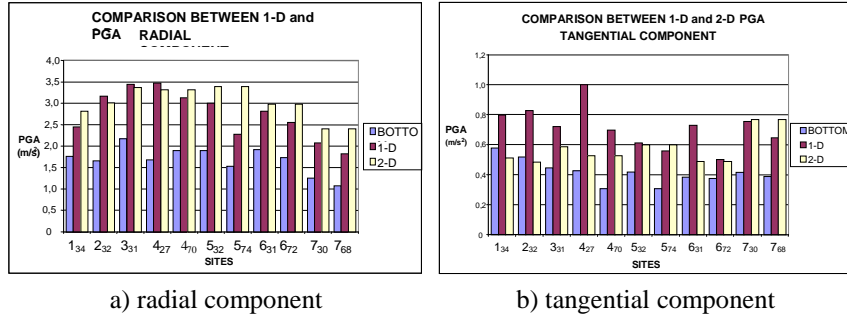 COMPARISON BETWEEN 1-D and
PGA RADIAL
COMPONENT
4,0
3,5
3,0
2,5
2,0
1,5
1,0
0,5
0
PGA
(m/s²)
1₃₄ 2₃₂ 3₃₁ 4₂₇ 4₇₀ 5₃₂ 5₇₄ 6₃₁ 6₇₂ 7₃₀ 7₆₈
SITES
BOTTO
1-D
2-D
COMPARISON BETWEEN 1-D and 2-D PGA
TANGENTIAL COMPONENT
1,2
1,0
0,8
0,6
0,4
0,2
0
PGA
(m/s²)
1₃₄ 2₃₂ 3₃₁ 4₂₇ 4₇₀ 5₃₂ 5₇₄ 6₃₁ 6₇₂ 7₃₀ 7₆₈
SITES
BOTTOM
1-D
2-D
a) radial component
b) tangential component